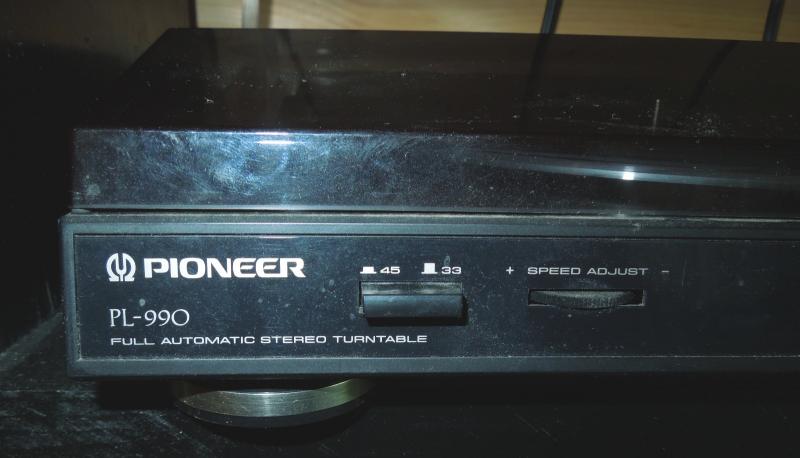 PIONEER
45 33
+ SPEED ADJUST -
PL-990
FULL AUTOMATIC STEREO TURNTABLE